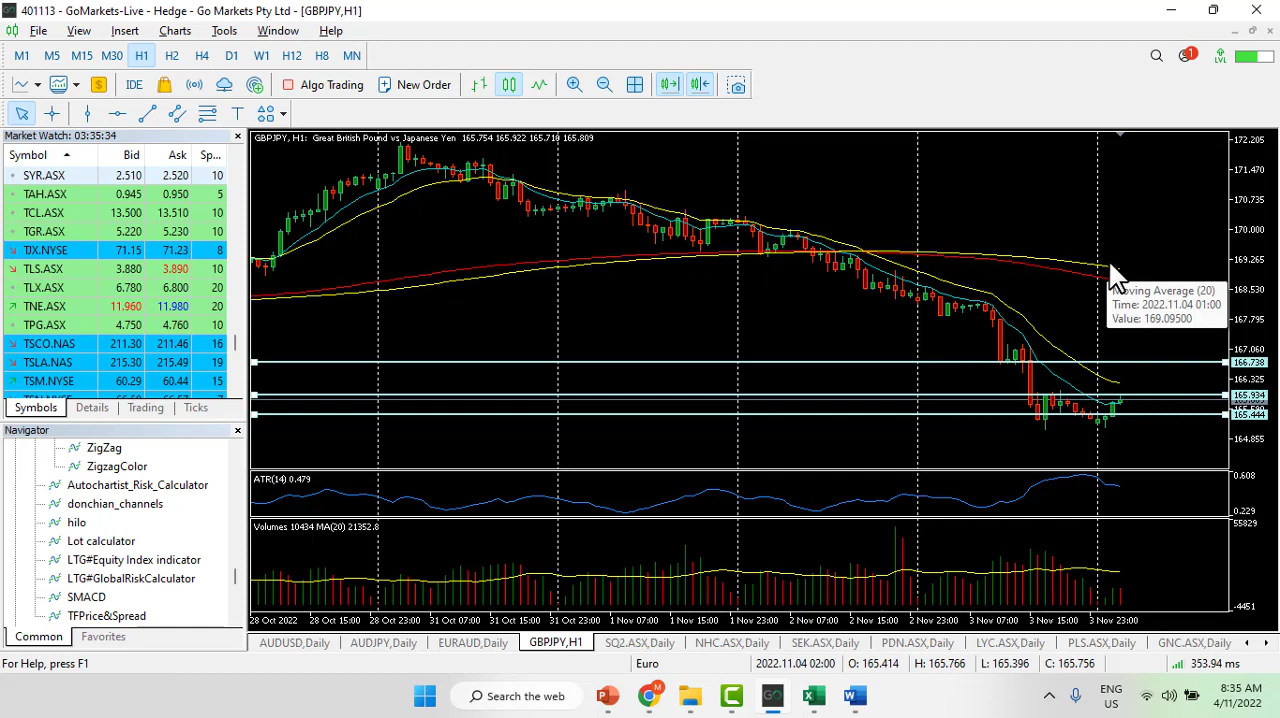 401113 - GoMarkets-Live - Hedge - Go Markets Pty Ltd - [GBPJPY,H1]
File View Insert Charts Tools Window Help
M1 M5 M15 M30 H1 H2 H4 D1 W1 H12 H8 MN
1 LVL
IDE Algo Trading New Order
T
Market Watch: 03:35:34
Symbol Bid Ask Sp...
SYR.ASX 2.510 2.520 10
TAH.ASX 0.945 0.950 5
TCL.ASX 13.500 13.510 10
TGR.ASX 5.220 5.230 10
TJX.NYSE 71.15 71.23 8
TLS.ASX 3.880 3.890 10
TLX.ASX 6.780 6.800 20
TNE.ASX 11.960 11.980 20
TPG.ASX 4.750 4.760 10
TSCO.NAS 211.30 211.46 16
TSLA.NAS 215.30 215.49 19
TSM.NYSE 60.29 60.44 15
Symbols Details Trading Ticks
Navigator
ZigZag
ZigzagColor
Autochartist_Risk_Calculator
donchian_channels
hilo
Lot calculator
LTG#Equity Index indicator
LTG#GlobalRiskCalculator
SMACD
TFPrice&Spread
Common Favorites
GBPJPY, H1: Great British Pound vs Japanese Yen 165.754 165.922 165.710 165.809
172.205
171.470
170.735
170.000
169.265
168.530
167.795
167.060
166.738
166.325
165.934
165.444
164.855
Moving Average (20)
Time: 2022.11.04 01:00
Value: 169.09500
ATR(14) 0.479
0.608
0.229
Volumes 10434 MA(20) 21352.8
55829
-4451
28 Oct 2022 28 Oct 15:00 28 Oct 23:00 31 Oct 07:00 31 Oct 15:00 31 Oct 23:00 1 Nov 07:00 1 Nov 15:00 1 Nov 23:00 2 Nov 07:00 2 Nov 15:00 2 Nov 23:00 3 Nov 07:00 3 Nov 15:00 3 Nov 23:00
AUDUSD,Daily AUDJPY,Daily EURAUD,Daily GBPJPY,H1 SQ2.ASX,Daily NHC.ASX,Daily SEK.ASX,Daily PDN.ASX,Daily LYC.ASX,Daily PLS.ASX,Daily GNC.ASX,Daily
For Help, press F1 Euro 2022.11.04 02:00 O: 165.414 H: 165.766 L: 165.396 C: 165.756 353.94 ms
Search the web
ENG
US
8:35 AM
4/11/2022